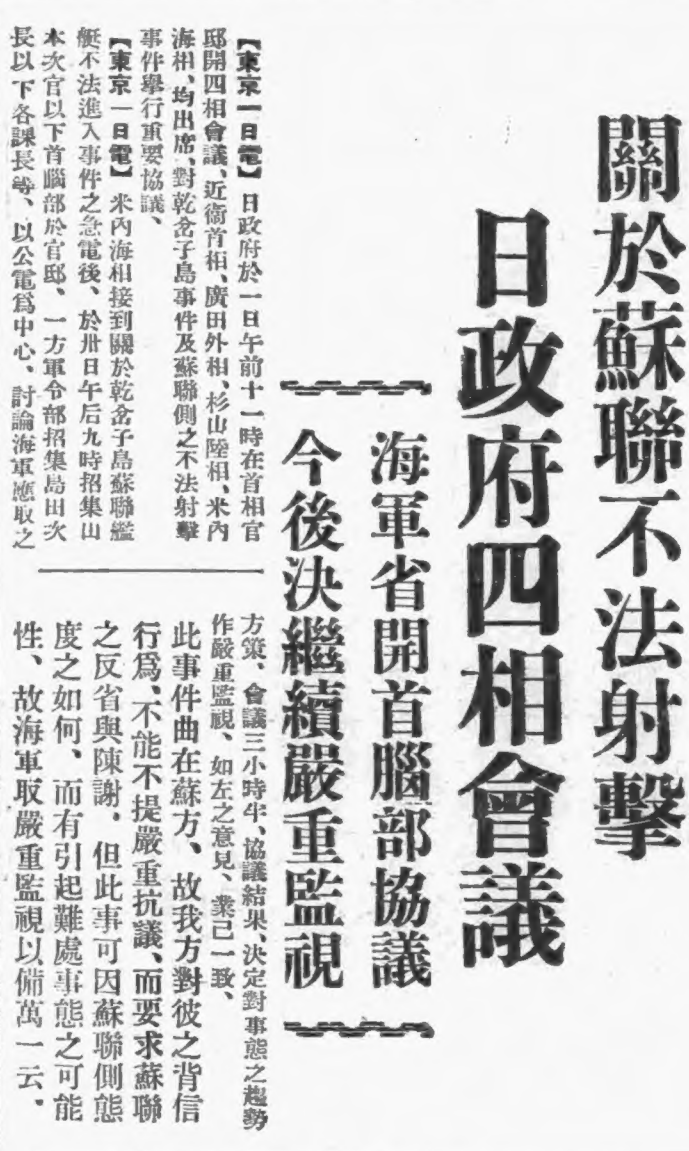 關於蘇聯不法射擊
日政府四相會議
海軍省開首腦部協議
今後決繼續嚴重監視
【東京一日電】日政府於一日午前十一時在首相官
邸開四相會議、近衞首相、廣田外相、杉山陸相、米內
海相、均出席、對乾岔子島事件及蘇聯側之不法射擊
事件舉行重要協議、
【東京一日電】米內海相接到關於乾岔子島蘇聯艦
艇不法進入事件之急電後、於卅日午后九時招集山
本次官以下首腦部於官邸、一方軍令部招集島田次
長以下各課長等、以公電爲中心、討論海軍應取之
方策、會議三小時半、協議結果、決定對事態之趨勢
作嚴重監視、如左之意見、業已一致、
此事件曲在蘇方、故我方對彼之背信
行爲、不能不提嚴重抗議、而要求蘇聯
之反省與陳謝、但此事可因蘇聯側態
度之如何、而有引起難處事態之可能
性、故海軍取嚴重監視以備萬一云、